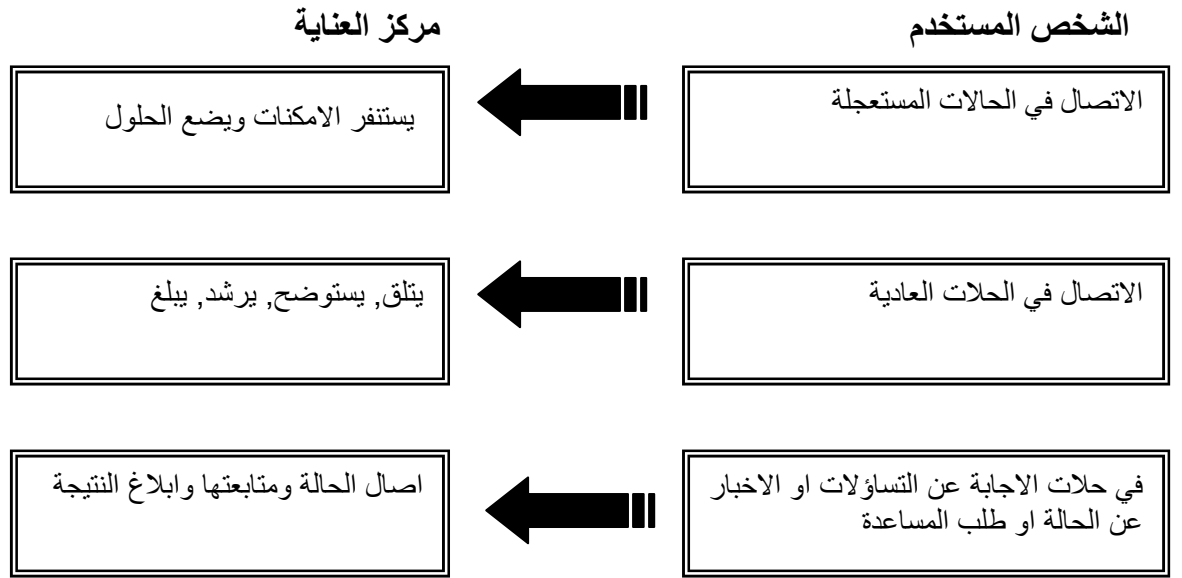 الشخص المستخدم
مركز العناية
الاتصال في الحالات المستعجلة
يستنفر الامكنات ويضع الحلول
الاتصال في الحلات العادية
يتلق, يستوضح, يرشد, يبلغ
في حلات الاجابة عن التساؤلات او الاخبار
عن الحالة او طلب المساعدة
اصال الحالة ومتابعتها وابلاغ النتيجة